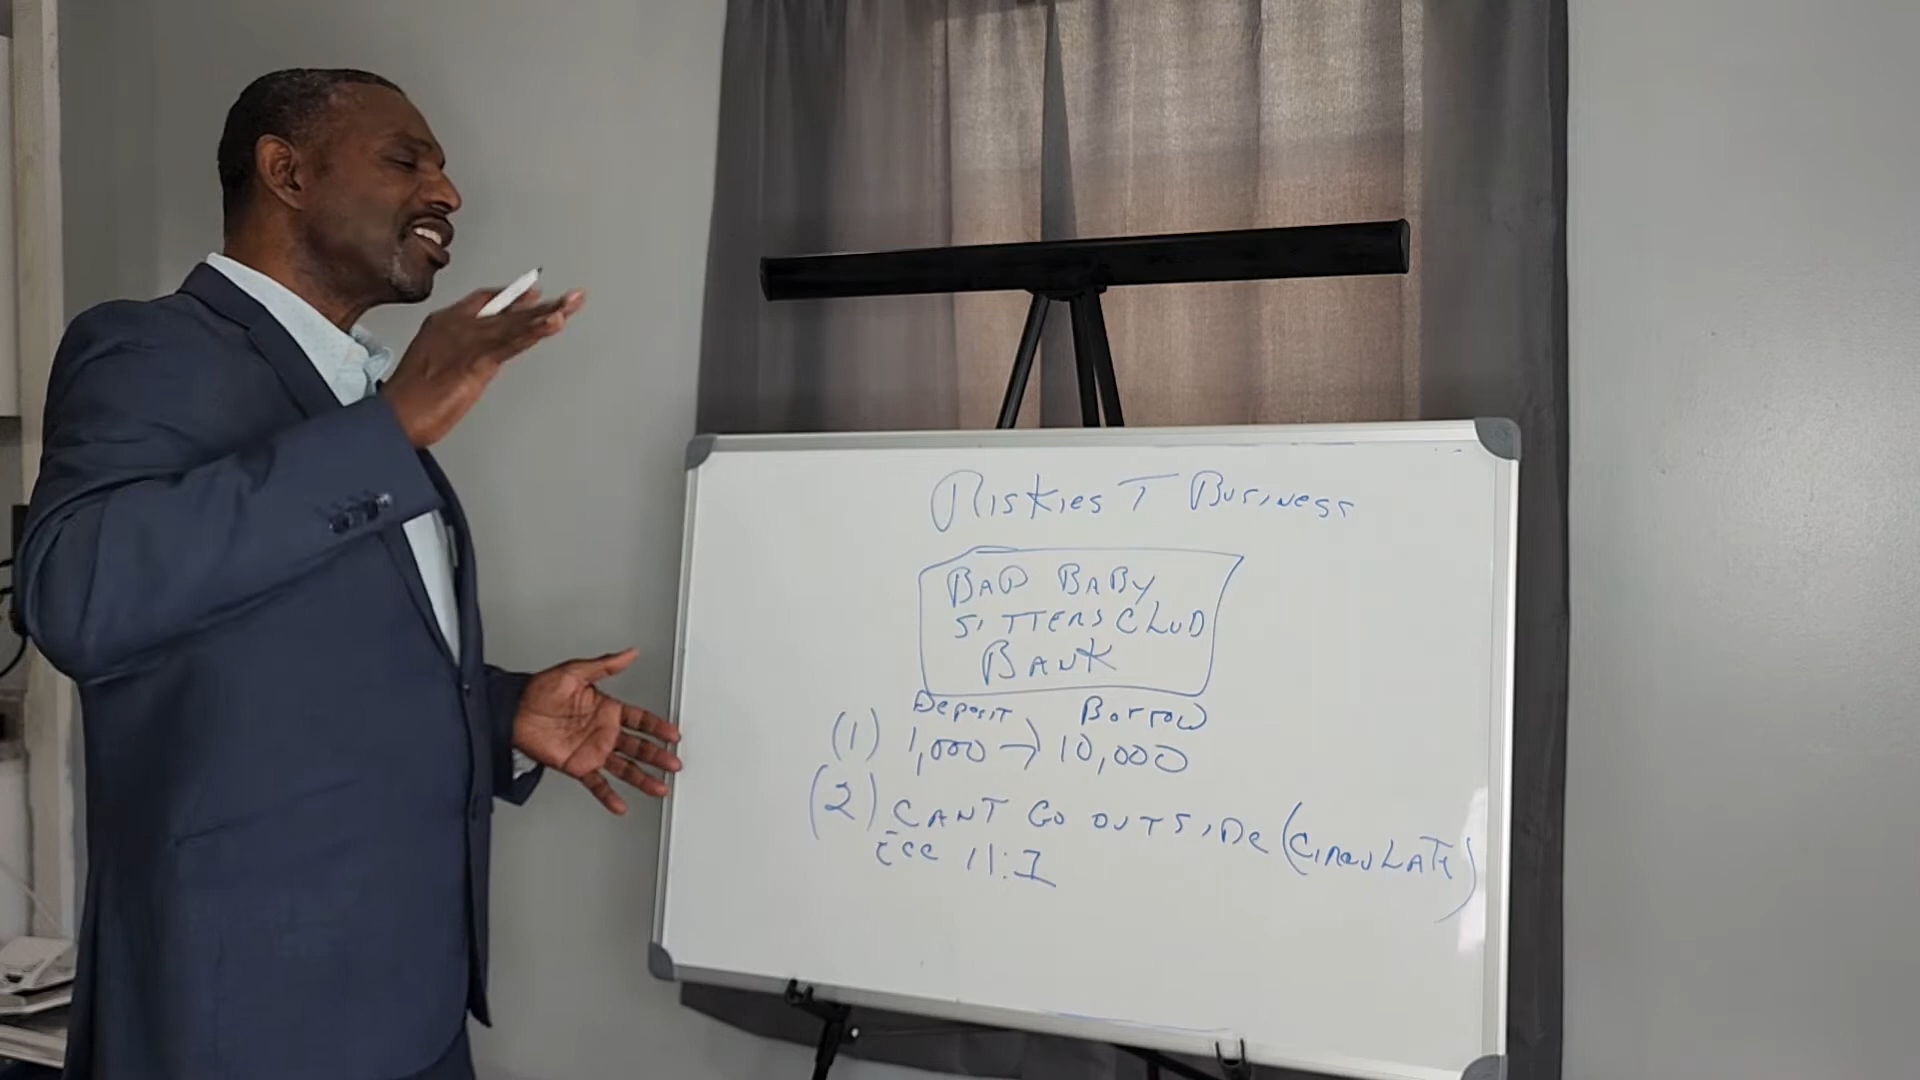 RiskiesT Business
BAD BABY
SITTERS CLUB
BANK
Deposit Borrow
(1) 1,000 → 10,000
(2) CANT GO OUTSIDE (CIRCULATE)
Ecc 11:1